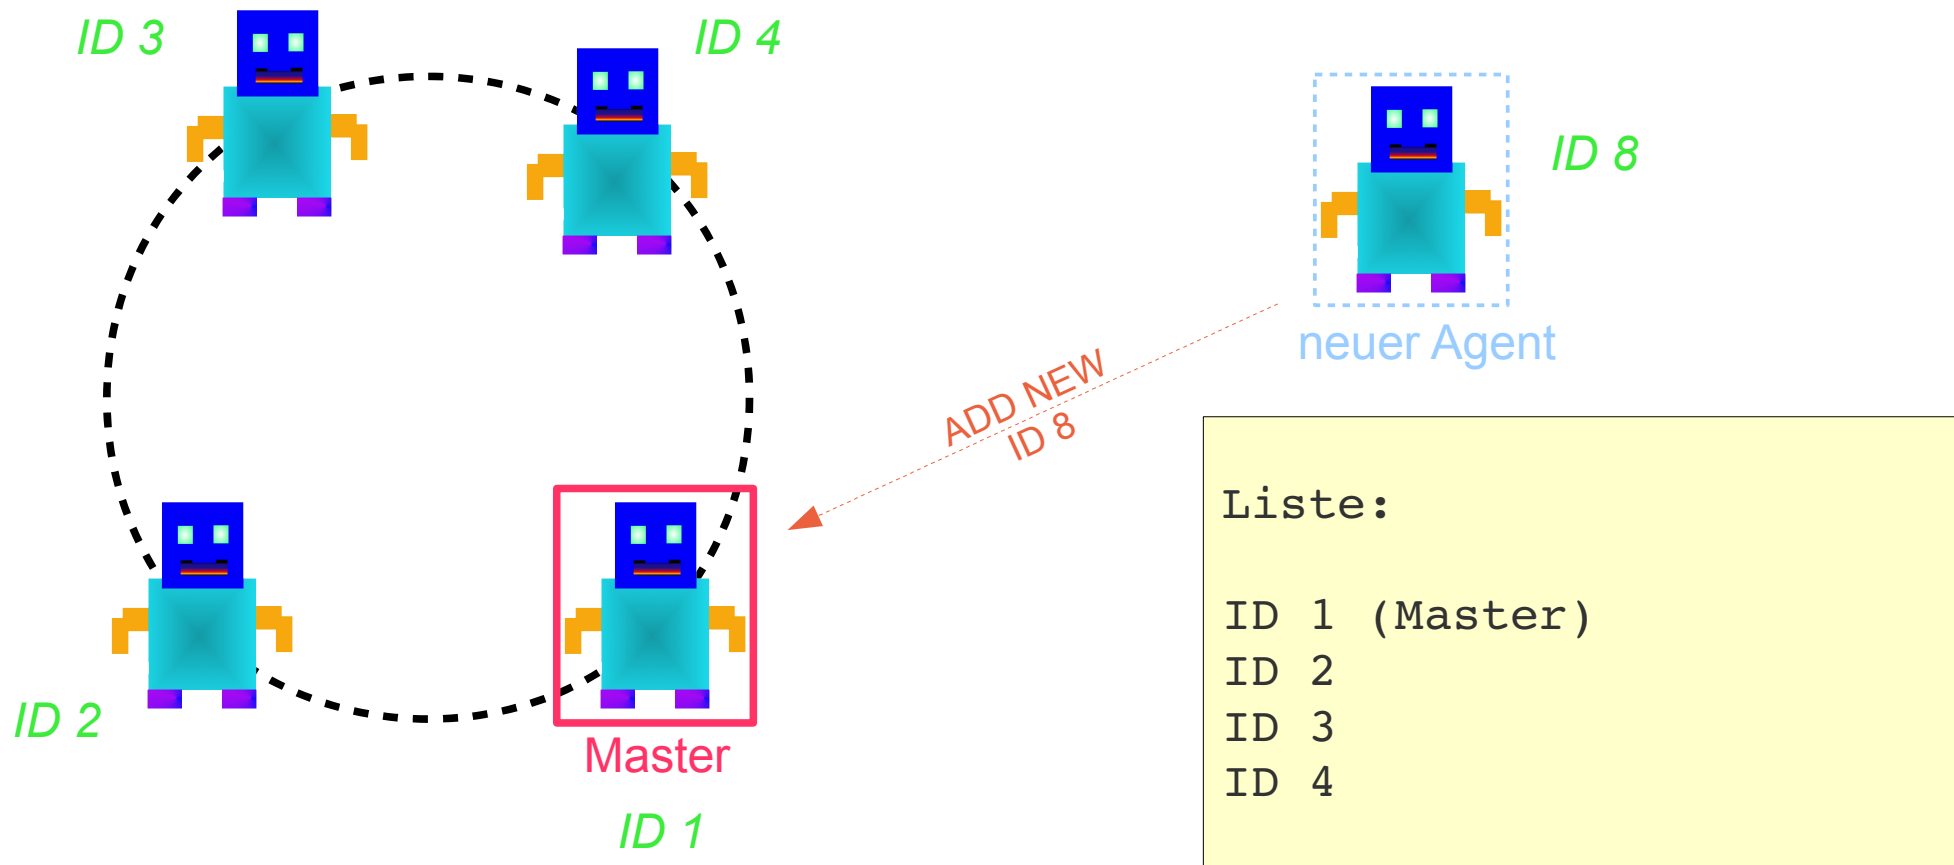 ID 3
ID 4
ID 8
neuer Agent
ADD NEW
ID 8
Liste:
ID 1 (Master)
ID 2
ID 3
ID 4
ID 2
Master
ID 1